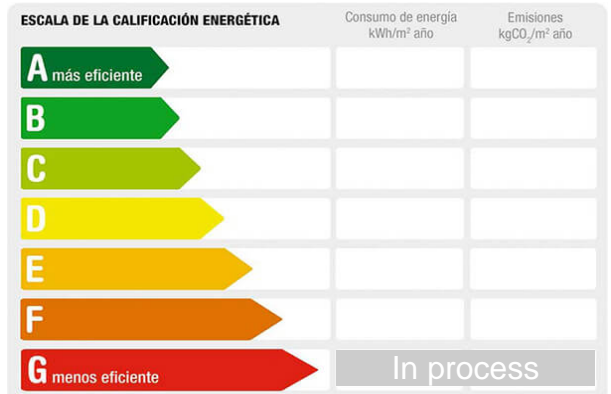 ESCALA DE LA CALIFICACIÓN ENERGÉTICA
Consumo de energía
kWh/m² año
Emisiones
kgCO₂/m² año
A más eficiente
B
C
D
E
F
G menos eficiente
In process